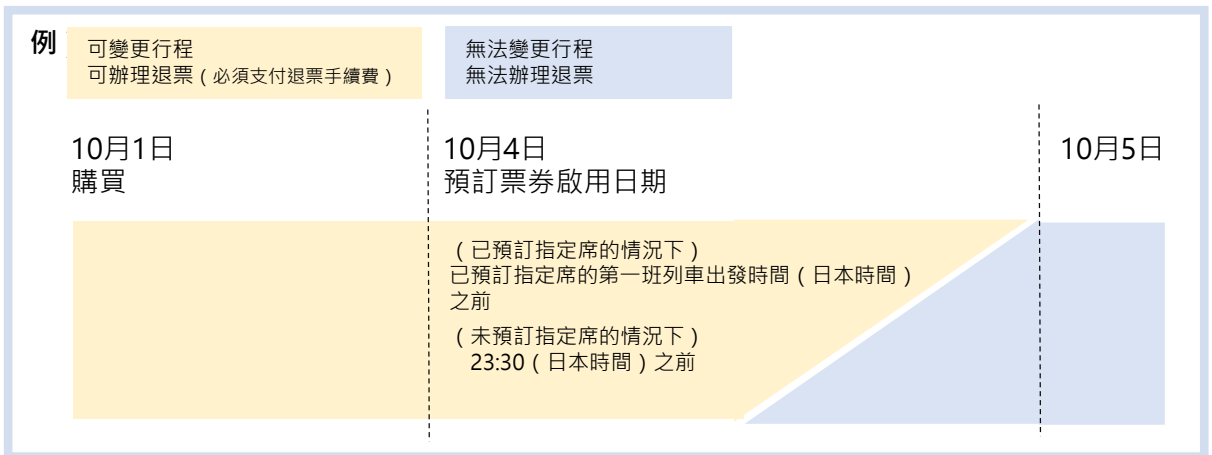 例
可變更行程
可辦理退票(必須支付退票手續費)
無法變更行程
無法辦理退票
10月1日
購買
10月4日
預訂票券啟用日期
10月5日
(已預訂指定席的情況下)
已預訂指定席的第一班列車出發時間(日本時間)
之前
(未預訂指定席的情況下)
23:30(日本時間)之前